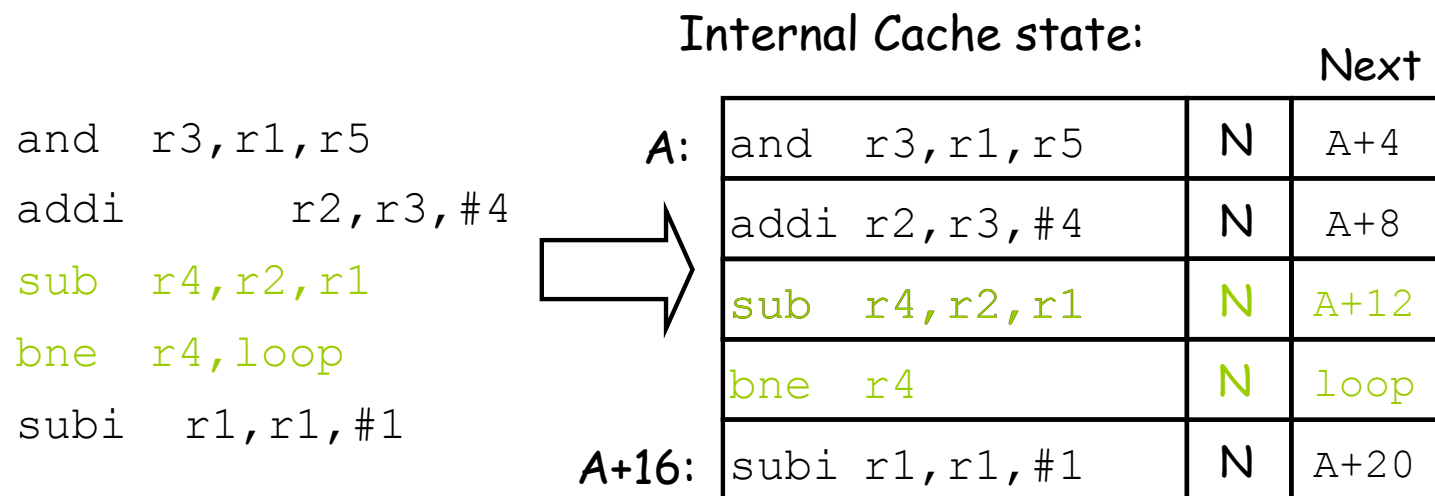 Internal Cache state:
Next
and r3,r1,r5
addi r2,r3,#4
sub r4,r2,r1
bne r4,loop
subi r1,r1,#1
A: and r3,r1,r5 N A+4
addi r2,r3,#4 N A+8
sub r4,r2,r1 N A+12
bne r4 N loop
A+16: subi r1,r1,#1 N A+20